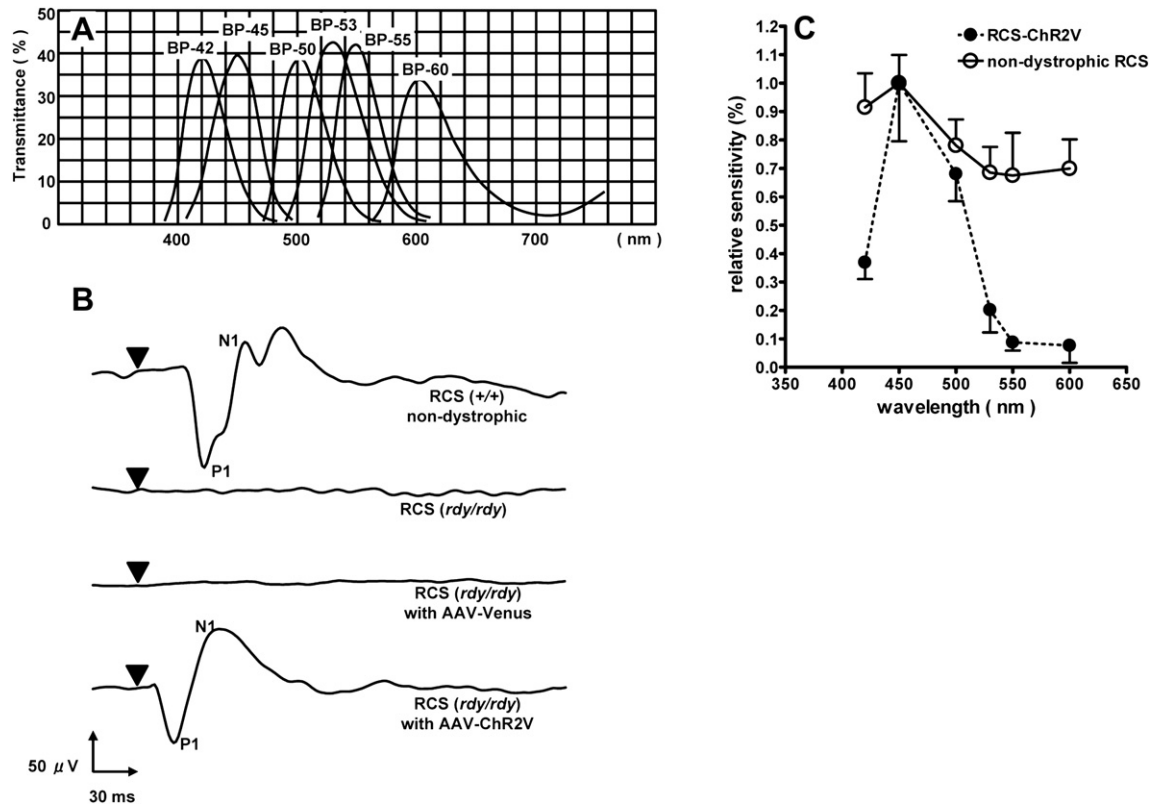 A
50
40
30
20
10
0
Transmittance ( % )
BP-42
BP-45
BP-50
BP-53
BP-55
BP-60
400
500
600
700
( nm )
B
N1
P1
RCS (+/+)
non-dystrophic
RCS (rdy/rdy)
RCS (rdy/rdy)
with AAV-Venus
N1
P1
RCS (rdy/rdy)
with AAV-ChR2V
50 μV
30 ms
C
RCS-ChR2V
non-dystrophic RCS
1.2
1.1
1.0
0.9
0.8
0.7
0.6
0.5
0.4
0.3
0.2
0.1
0.0
relative sensitivity (%)
350
400
450
500
550
600
650
wavelength ( nm )